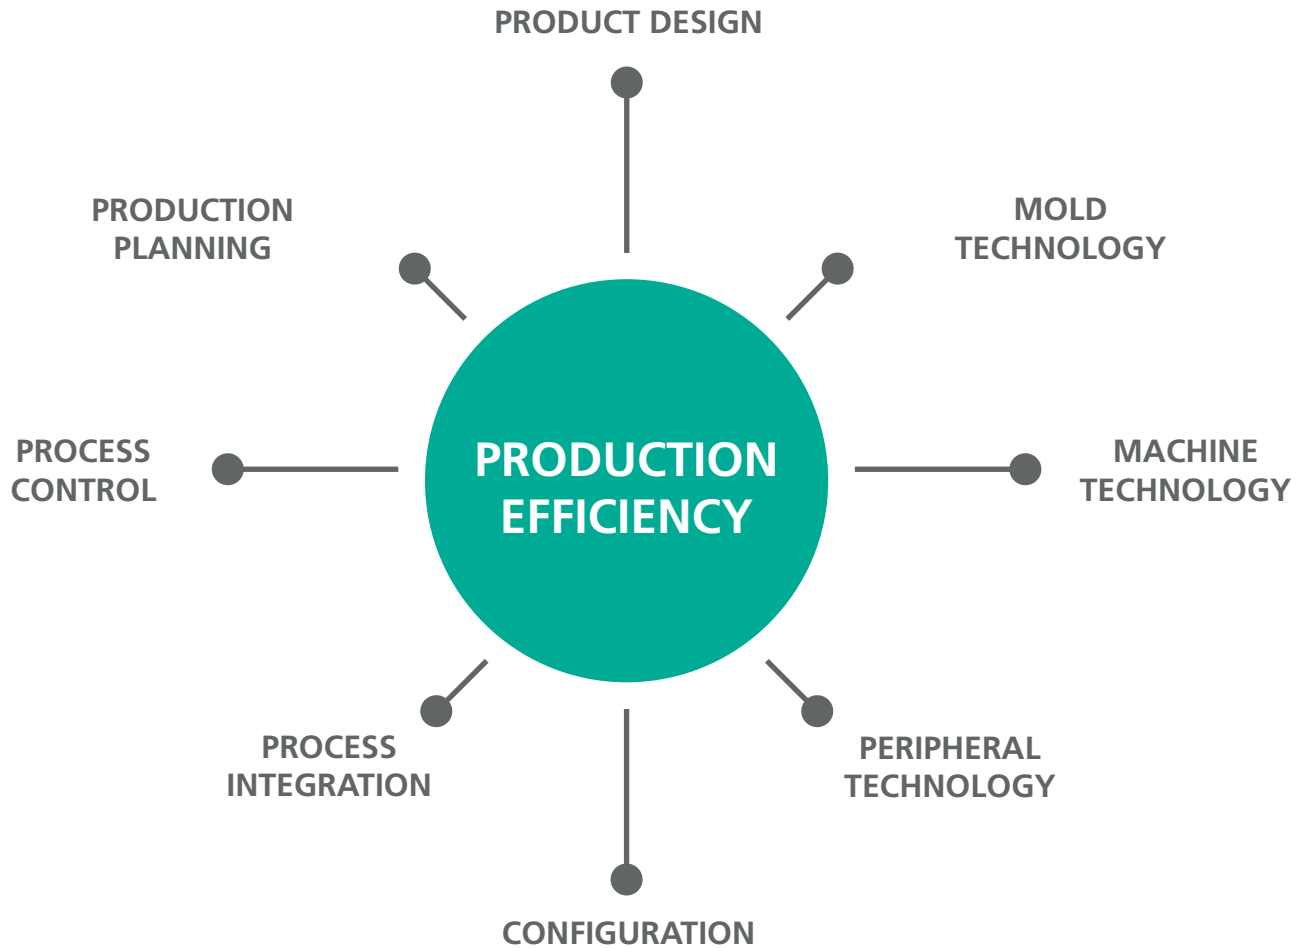 PRODUCT DESIGN
PRODUCTION
PLANNING
MOLD
TECHNOLOGY
PROCESS
CONTROL
PRODUCTION
EFFICIENCY
MACHINE
TECHNOLOGY
PROCESS
INTEGRATION
PERIPHERAL
TECHNOLOGY
CONFIGURATION